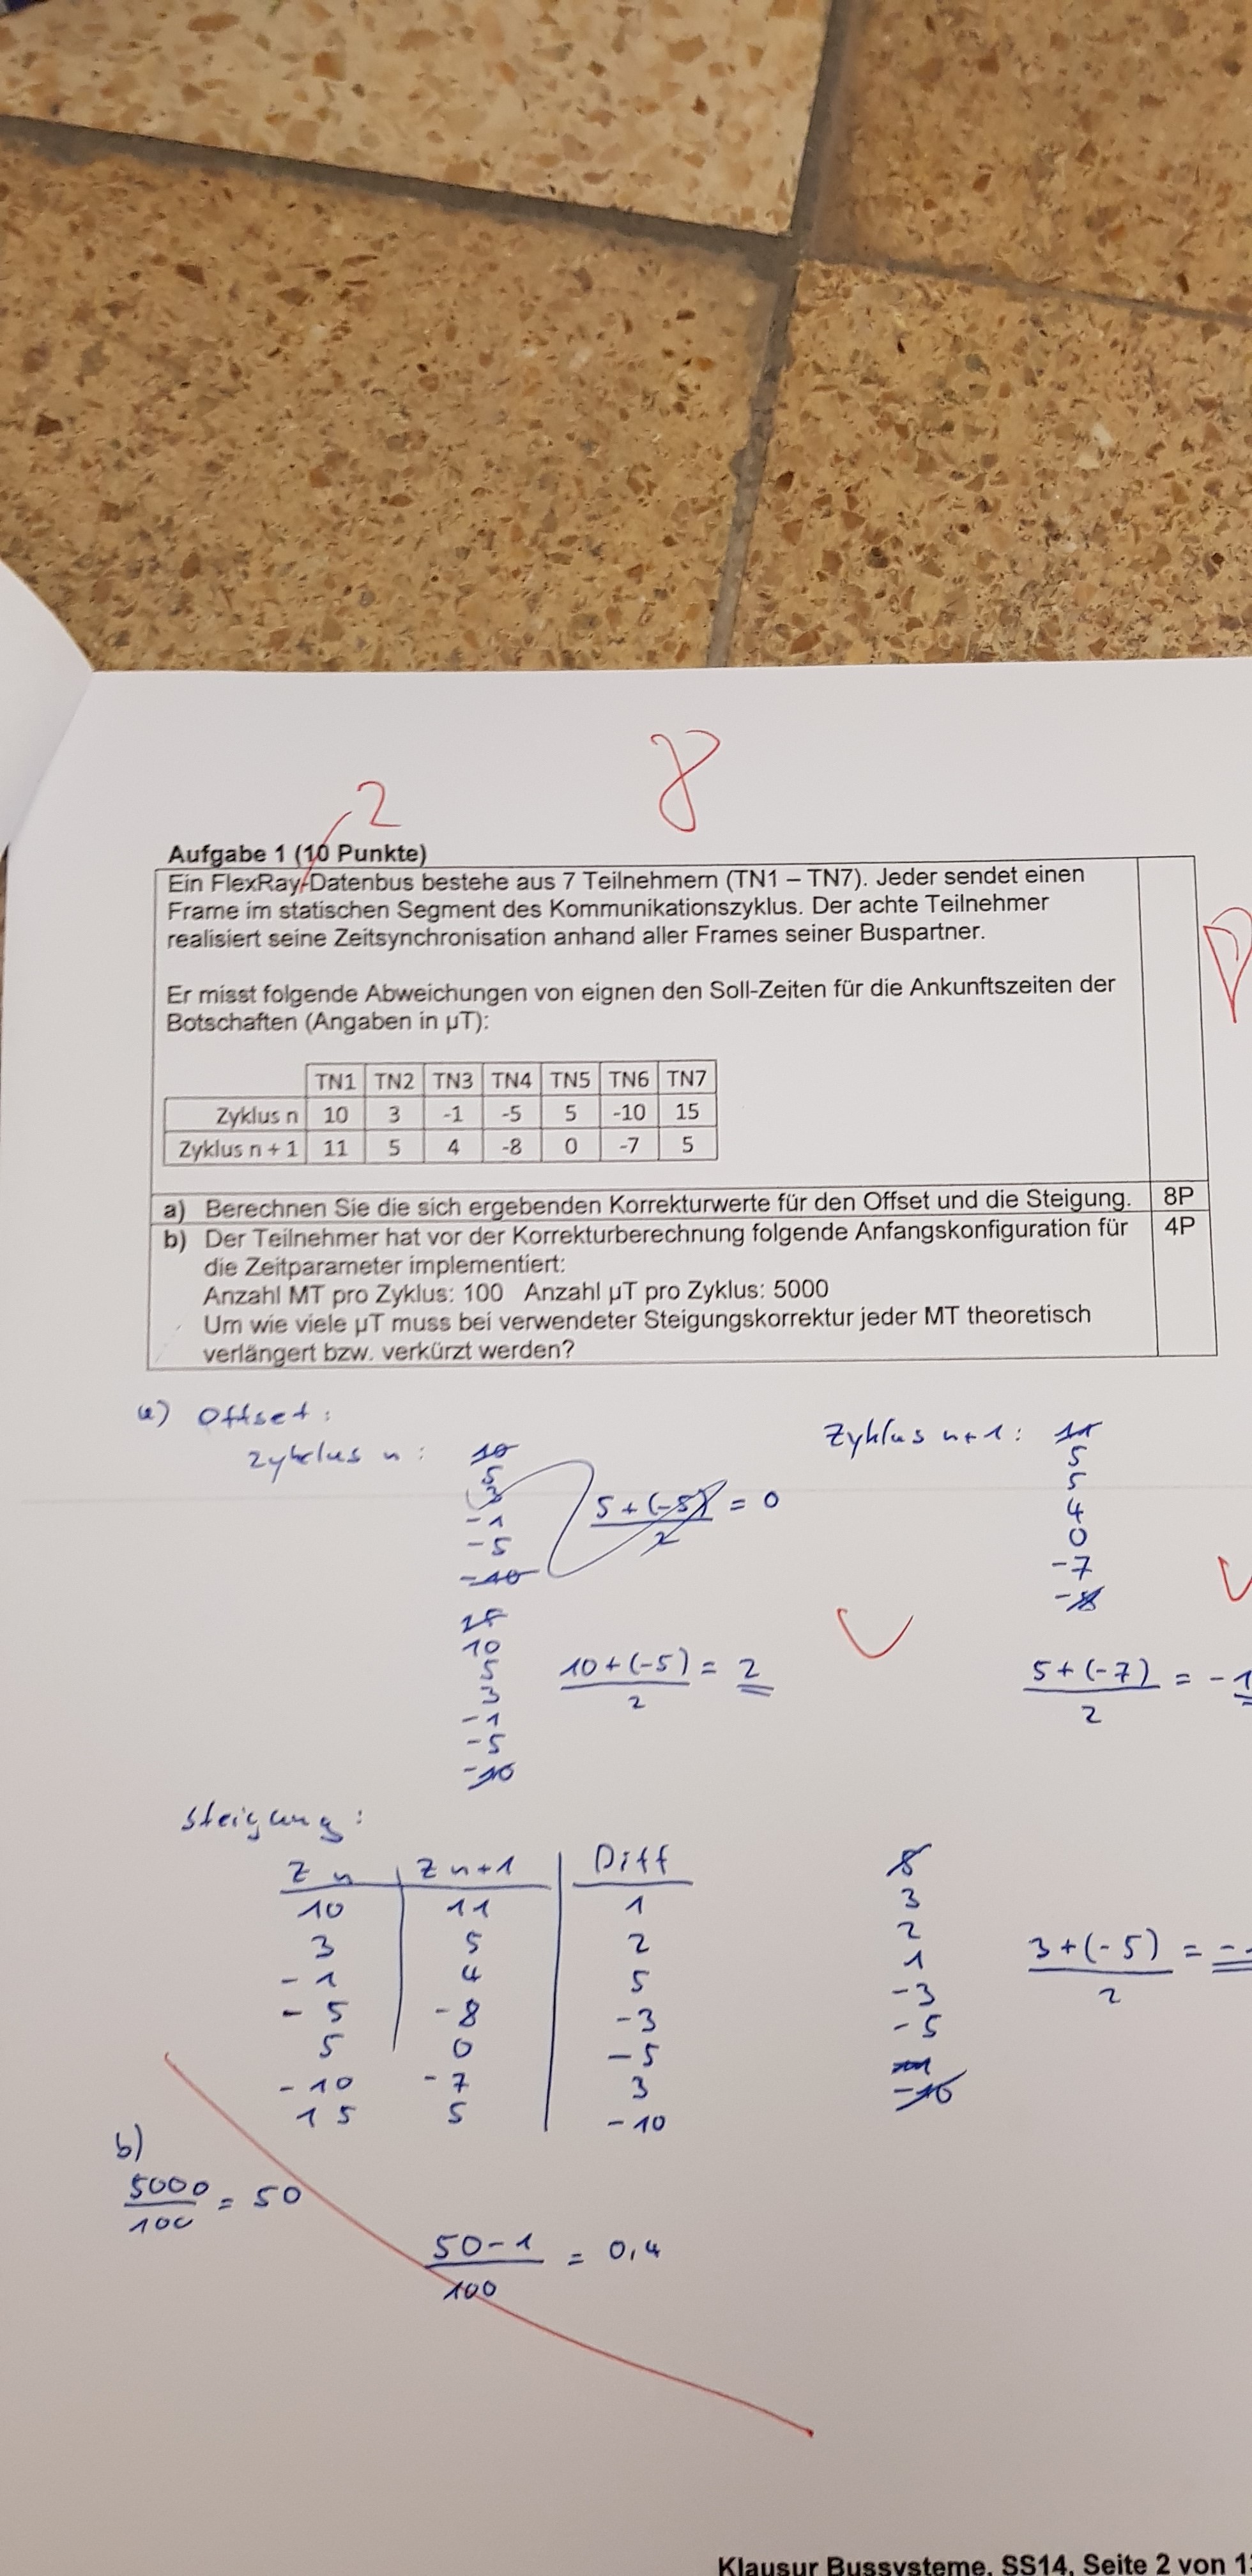 8
2
Aufgabe 1 (10 Punkte)
Ein FlexRay-Datenbus bestehe aus 7 Teilnehmern (TN1 – TN7). Jeder sendet einen
Frame im statischen Segment des Kommunikationszyklus. Der achte Teilnehmer
realisiert seine Zeitsynchronisation anhand aller Frames seiner Buspartner.
Er misst folgende Abweichungen von eignen den Soll-Zeiten für die Ankunftszeiten der
Botschaften (Angaben in µT):
TN1 TN2 TN3 TN4 TN5 TN6 TN7
Zyklus n 10 3 -1 -5 5 -10 15
Zyklus n + 1 11 5 4 -8 0 -7 5
a) Berechnen Sie die sich ergebenden Korrekturwerte für den Offset und die Steigung. 8P
b) Der Teilnehmer hat vor der Korrekturberechnung folgende Anfangskonfiguration für 4P
die Zeitparameter implementiert:
Anzahl MT pro Zyklus: 100 Anzahl µT pro Zyklus: 5000
Um wie viele µT muss bei verwendeter Steigungskorrektur jeder MT theoretisch
verlängert bzw. verkürzt werden?
a) Offset:
Zyklus n:
10
5
3
-1
-5
-10
5+(-5)
2
= 0
15
10
5
3
-1
-5
-10
10+(-5)
2
= 2
Zyklus n+1:
11
5
5
4
0
-7
-8
5+(-7)
2
= -1
Steigung:
Z n Z n+1 Diff
10 11 1
3 5 2
-1 4 5
-5 -8 -3
5 0 -5
-10 -7 3
15 5 -10
5
3
2
1
-3
-5
-10
3+(-5)
2
= -
b)
5000
100
= 50
50-1
100
= 0,4
Klausur Bussysteme, SS14, Seite 2 von